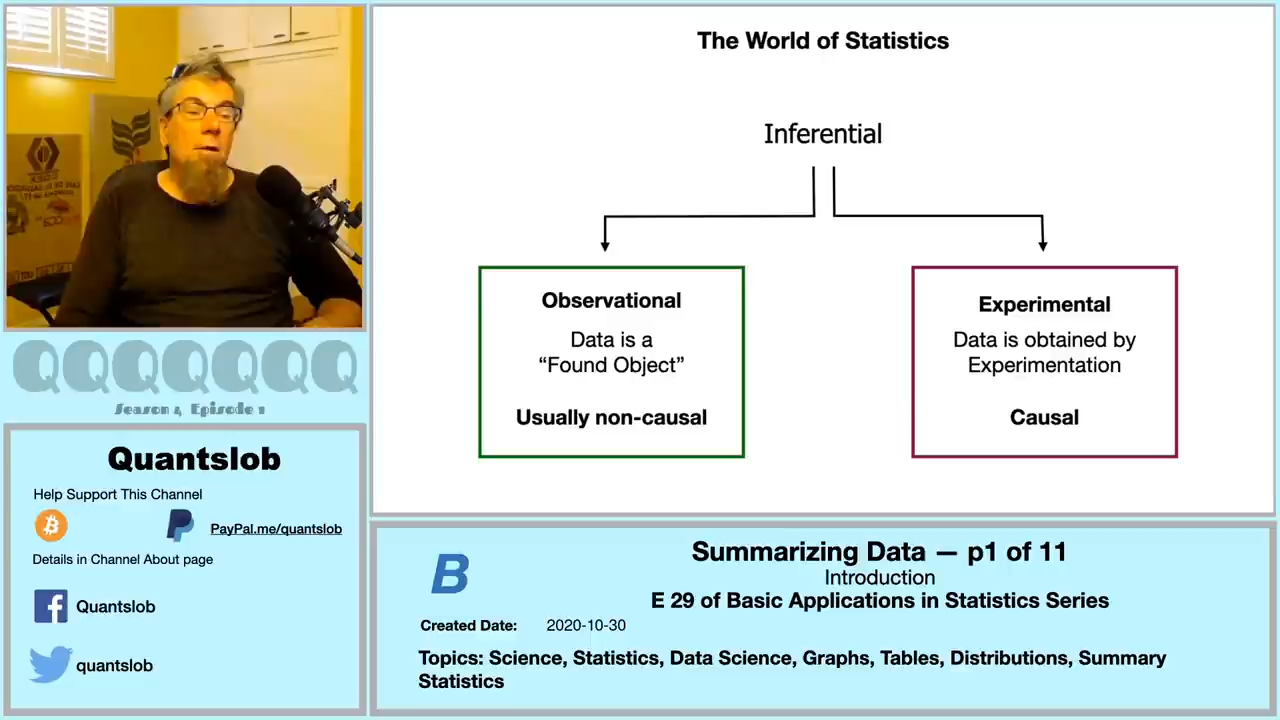 The World of Statistics
Inferential
Observational
Data is a
“Found Object”
Usually non-causal
Experimental
Data is obtained by
Experimentation
Causal
QQQQQQQ
Season 4 Episode 1
Quantslob
Help Support This Channel
PayPal.me/quantslob
Details in Channel About page
Quantslob
quantslob
B
Summarizing Data — p1 of 11
Introduction
E 29 of Basic Applications in Statistics Series
Created Date: 2020-10-30
Topics: Science, Statistics, Data Science, Graphs, Tables, Distributions, Summary
Statistics